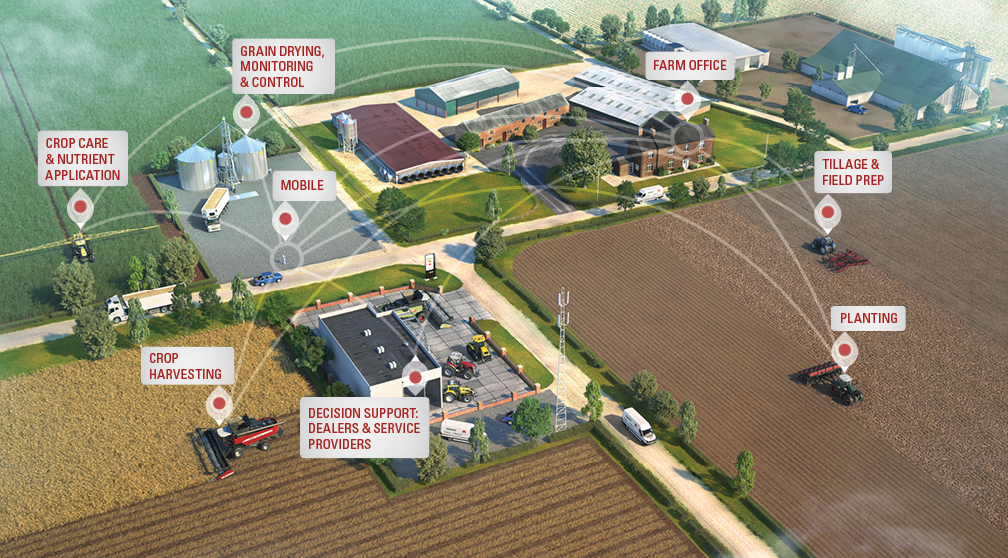 GRAIN DRYING,
MONITORING
& CONTROL
FARM OFFICE
CROP CARE
& NUTRIENT
APPLICATION
MOBILE
TILLAGE &
FIELD PREP
PLANTING
CROP
HARVESTING
DECISION SUPPORT:
DEALERS & SERVICE
PROVIDERS